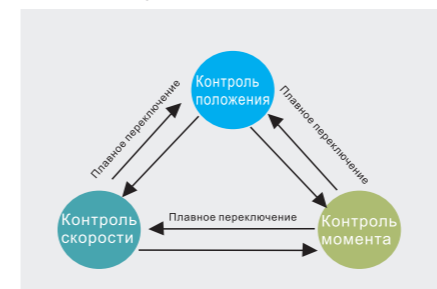 Контроль
положения
Плавное переключение
Плавное переключение
Контроль
скорости
Плавное переключение
Контроль
момента